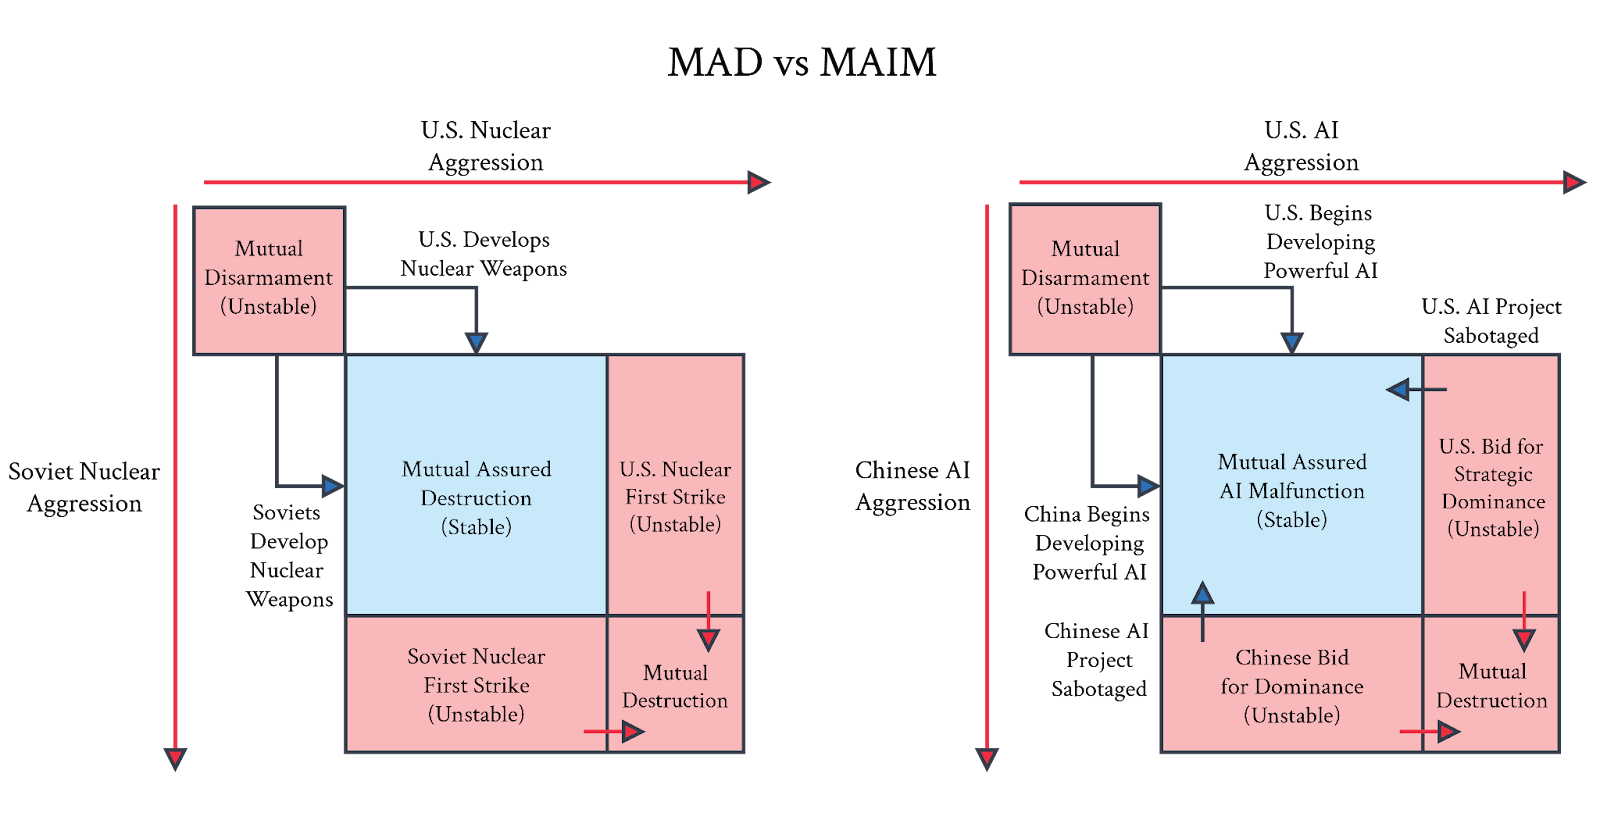 MAD vs MAIM
U.S. Nuclear
Aggression
Soviet Nuclear
Aggression
Mutual
Disarmament
(Unstable)
U.S. Develops
Nuclear Weapons
Soviets
Develop
Nuclear
Weapons
Mutual Assured
Destruction
(Stable)
U.S. Nuclear
First Strike
(Unstable)
Soviet Nuclear
First Strike
(Unstable)
Mutual
Destruction
U.S. AI
Aggression
Chinese AI
Aggression
Mutual
Disarmament
(Unstable)
U.S. Begins
Developing
Powerful AI
U.S. AI Project
Sabotaged
China Begins
Developing
Powerful AI
Mutual Assured
AI Malfunction
(Stable)
U.S. Bid for
Strategic
Dominance
(Unstable)
Chinese AI
Project
Sabotaged
Chinese Bid
for Dominance
(Unstable)
Mutual
Destruction